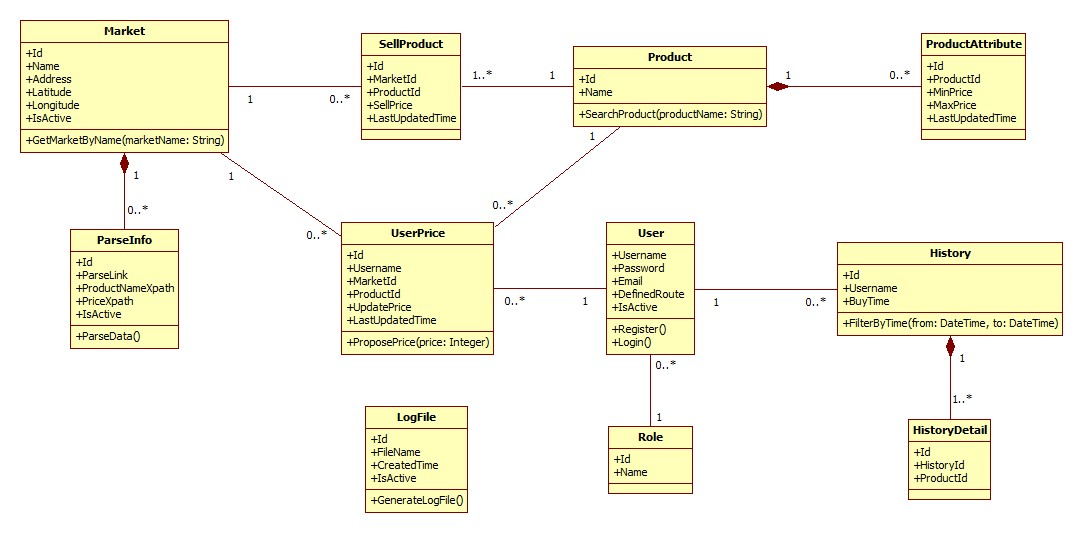 Market
+Id
+Name
+Address
+Latitude
+Longitude
+IsActive
+GetMarketByName(marketName: String)
SellProduct
+Id
+MarketId
+ProductId
+SellPrice
+LastUpdatedTime
Product
+Id
+Name
+SearchProduct(productName: String)
ProductAttribute
+Id
+ProductId
+MinPrice
+MaxPrice
+LastUpdatedTime
1
0..*
1..*
1
1
0..*
1
0..*
1
0..*
1
0..*
ParseInfo
+Id
+ParseLink
+ProductNameXpath
+PriceXpath
+IsActive
+ParseData()
UserPrice
+Id
+Username
+MarketId
+ProductId
+UpdatePrice
+LastUpdatedTime
+ProposePrice(price: Integer)
User
+Username
+Password
+Email
+DefinedRoute
+IsActive
+Register()
+Login()
History
+Id
+Username
+BuyTime
+FilterByTime(from: DateTime, to: DateTime)
0..*
1
1
0..*
0..*
1
1
1..*
LogFile
+Id
+FileName
+CreatedTime
+IsActive
+GenerateLogFile()
Role
+Id
+Name
HistoryDetail
+Id
+HistoryId
+ProductId